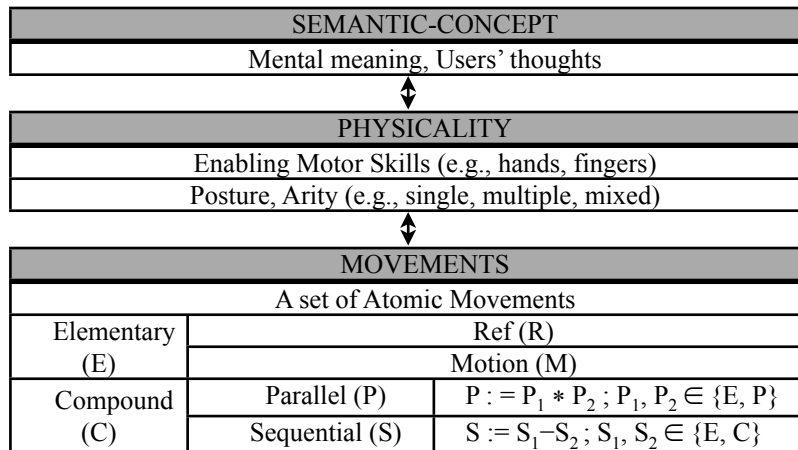 SEMANTIC-CONCEPT
Mental meaning, Users’ thoughts
PHYSICALITY
Enabling Motor Skills (e.g., hands, fingers)
Posture, Arity (e.g., single, multiple, mixed)
MOVEMENTS
A set of Atomic Movements
Elementary (E)
Ref (R)
Motion (M)
Compound (C)
Parallel (P) P : = P₁ * P₂ ; P₁, P₂ ∈ {E, P}
Sequential (S) S := S₁−S₂ ; S₁, S₂ ∈ {E, C}